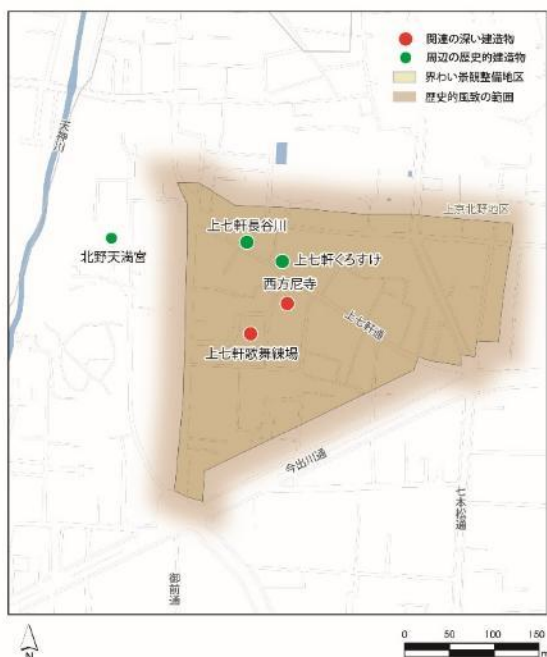 関連の深い建造物
周辺の歴史的建造物
界わい景観整備地区
歴史的風致の範囲
天神川
上京北野地区
上七軒長谷川
北野天満宮
上七軒くろすけ
西方尼寺
上七軒通
上七軒歌舞練場
今出川通
七本松通
御前通
N
0 50 100 150
m